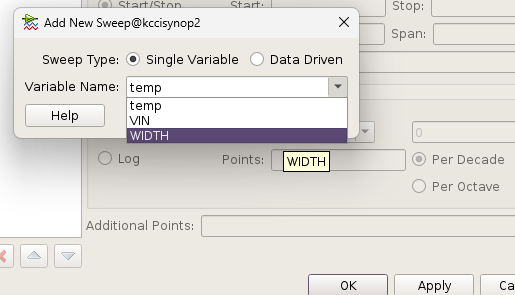 Start/Stop
Start:
Stop:
Add New Sweep@kccisynop2
Span:
Sweep Type:
Single Variable
Data Driven
Variable Name:
temp
temp
VIN
WIDTH
Help
WIDTH
0
Log
Points:
Per Decade
Per Octave
Additional Points:
OK
Apply